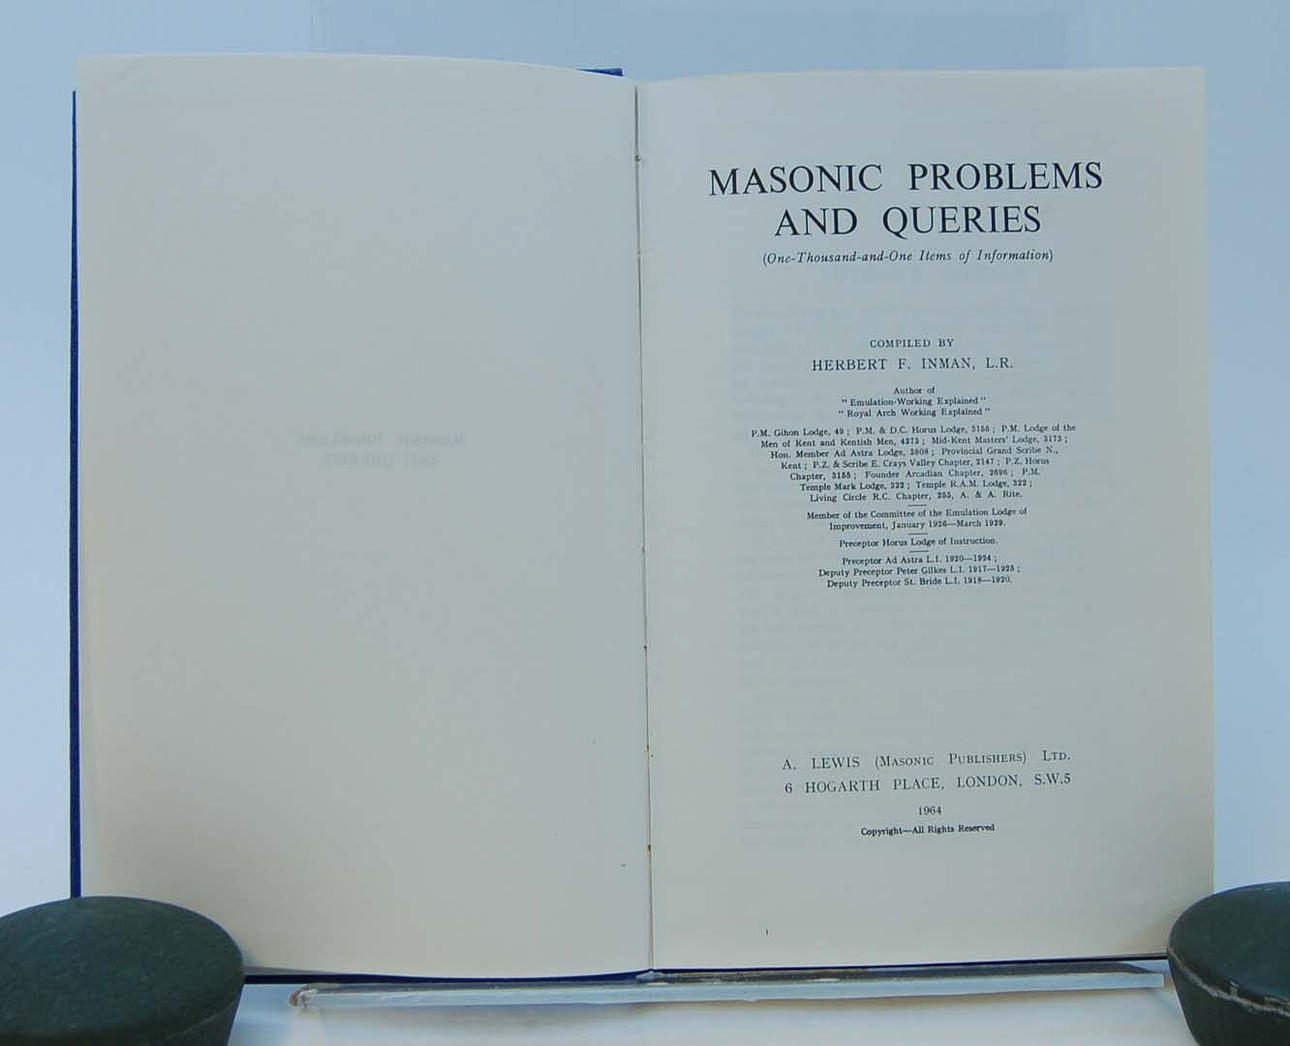 MASONIC PROBLEMS
AND QUERIES
(One-Thousand-and-One Items of Information)
COMPILED BY
HERBERT F. INMAN, L.R.
Author of
" Emulation-Working Explained "
" Royal Arch Working Explained "
P.M. Gihon Lodge, 49 ; P.M. & D.C. Horus Lodge, 3155 ; P.M. Lodge of the
Men of Kent and Kentish Men, 4273 ; Mid-Kent Masters' Lodge, 3173 ;
Hon. Member Ad Astra Lodge, 3808 ; Provincial Grand Scribe N.,
Kent ; P.Z. & Scribe E. Crays Valley Chapter, 2147 ; P.Z. Horus
Chapter, 3155 ; Founder Arcadian Chapter, 2696 ; P.M.
Temple Mark Lodge, 322 ; Temple R.A.M. Lodge, 322 ;
Living Circle R.C. Chapter, 255, A. & A. Rite.
Member of the Committee of the Emulation Lodge of
Improvement, January 1926—March 1929.
Preceptor Horus Lodge of Instruction.
Preceptor Ad Astra L.I. 1920—1924 ;
Deputy Preceptor Peter Gilkes L.I. 1917—1925 ;
Deputy Preceptor St. Bride L.I. 1918—1920.
A. LEWIS (MASONIC PUBLISHERS) LTD.
6 HOGARTH PLACE, LONDON, S.W.5
1964
Copyright—All Rights Reserved